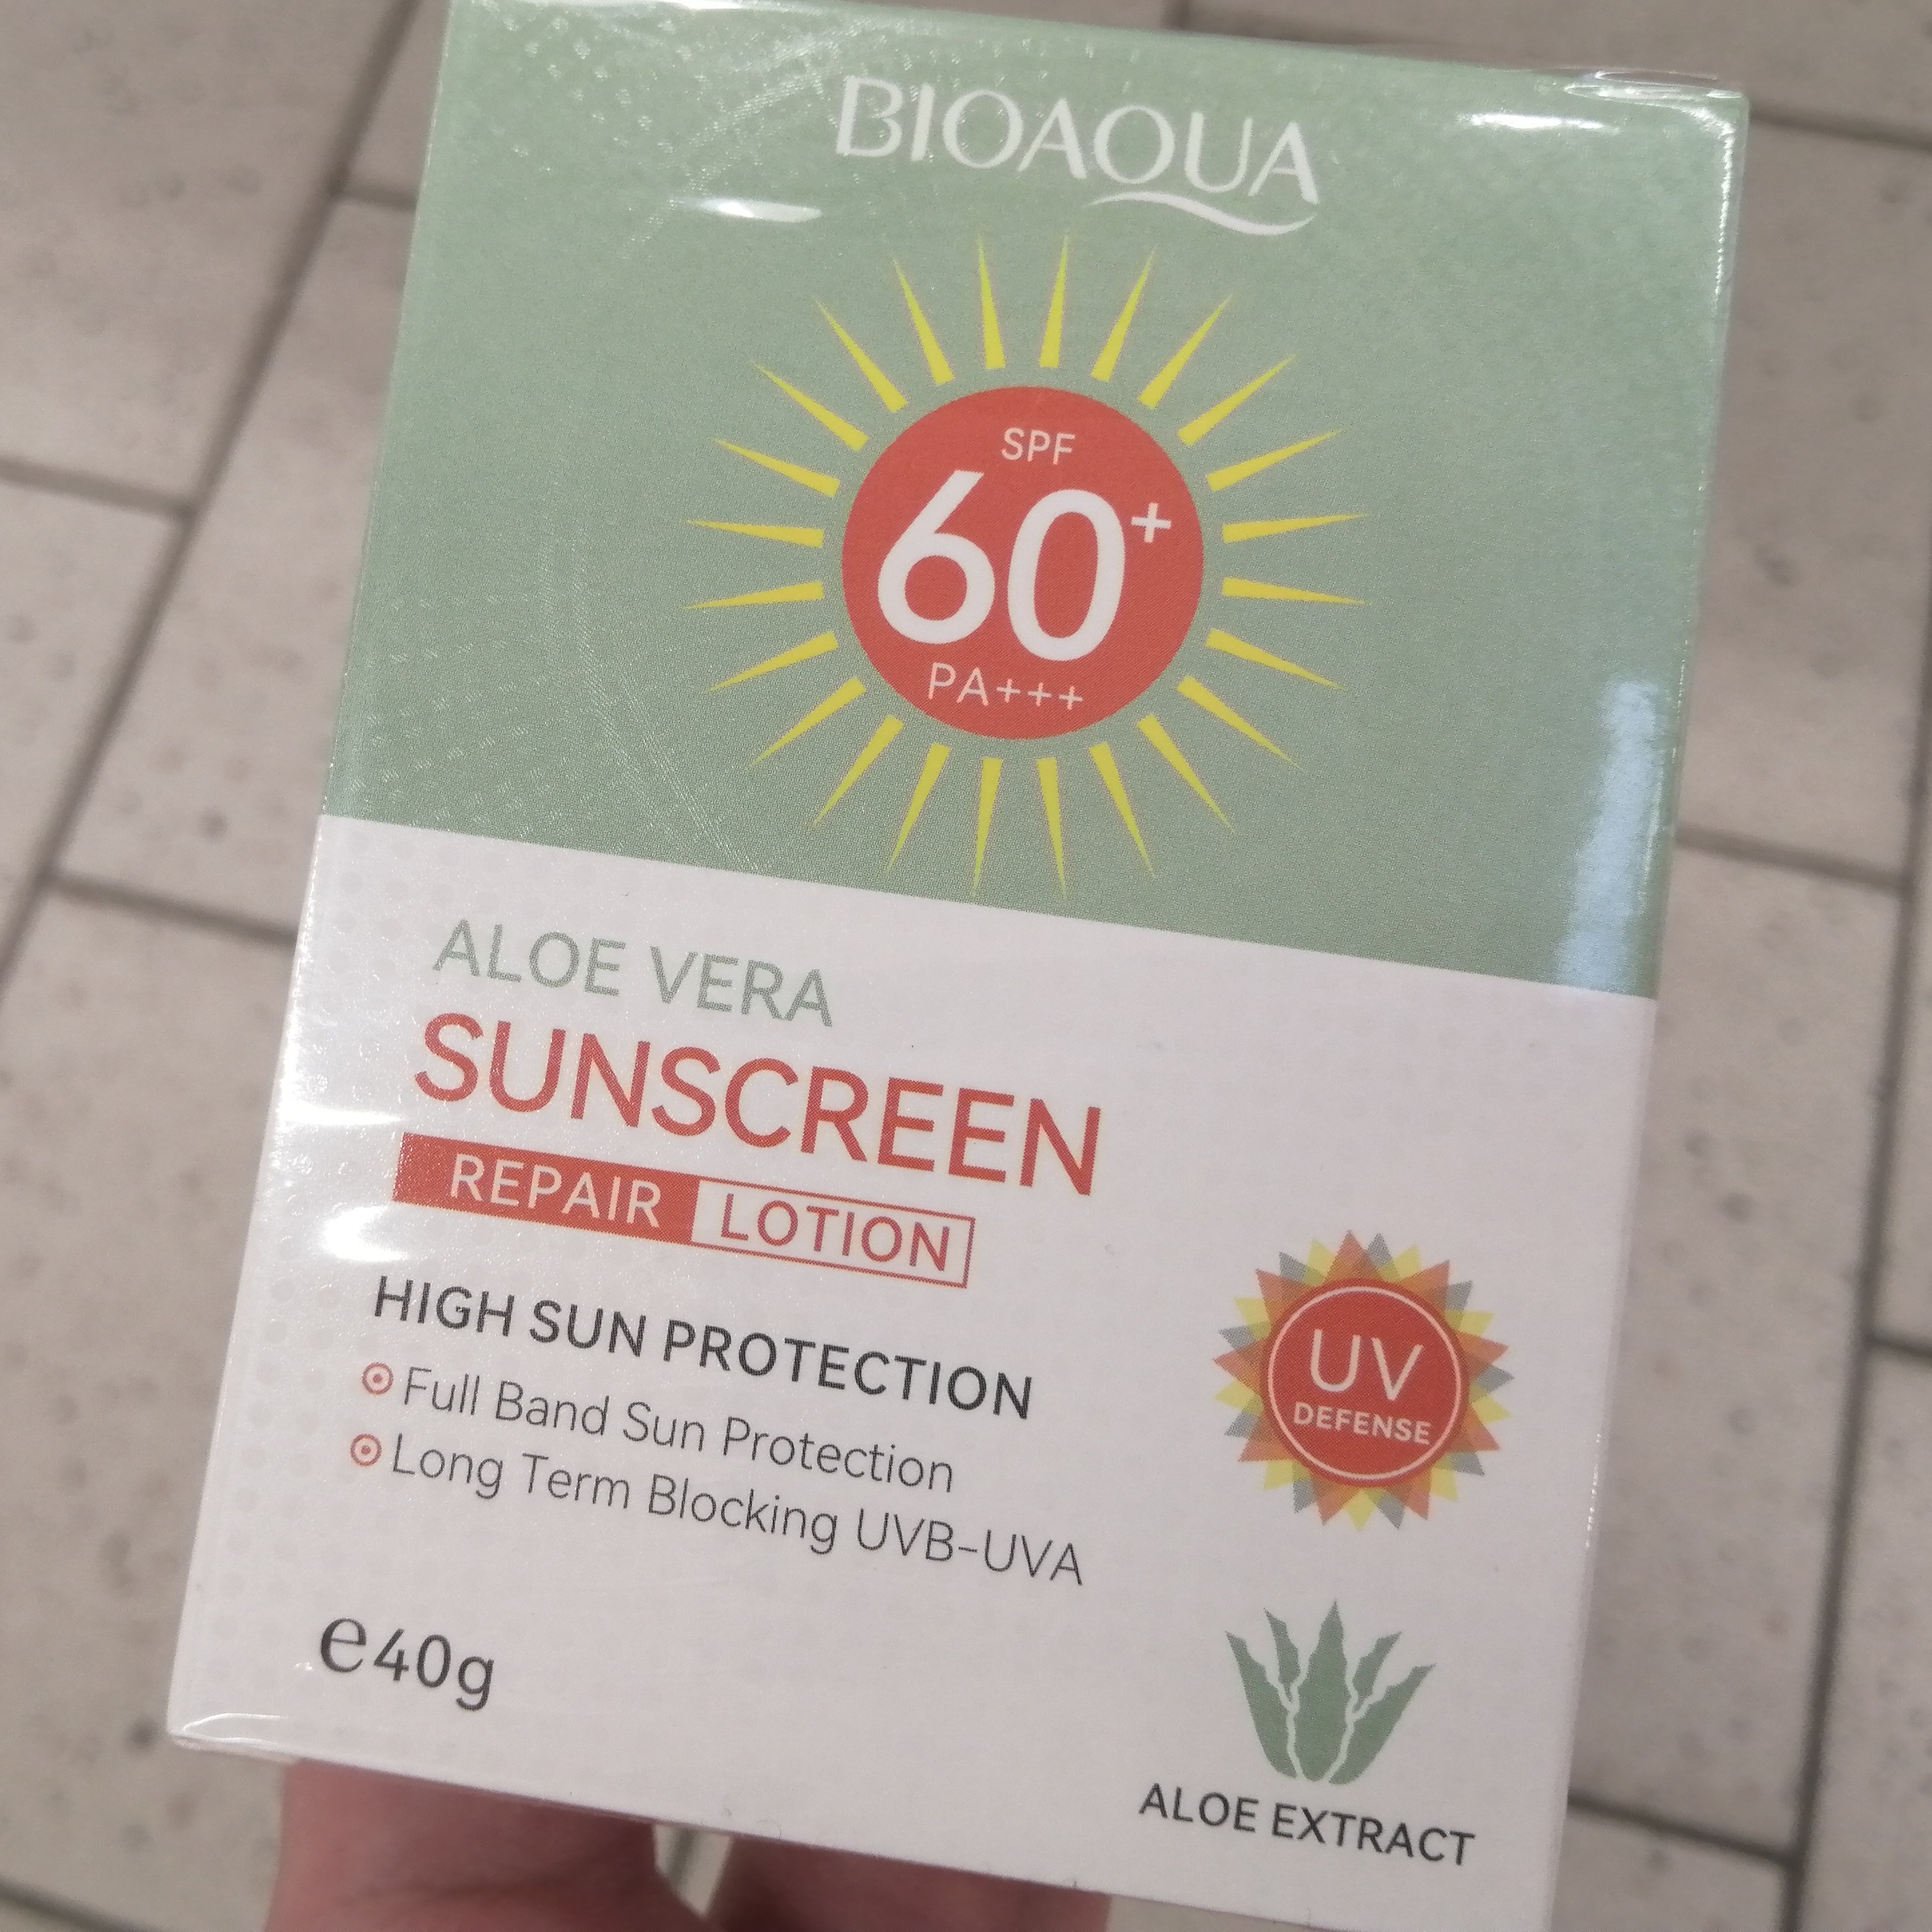 BIOAQUA
SPF
60+
PA+++
ALOE VERA
SUNSCREEN
REPAIR LOTION
HIGH SUN PROTECTION
Full Band Sun Protection
Long Term Blocking UVB-UVA
UV
DEFENSE
e40g
ALOE EXTRACT